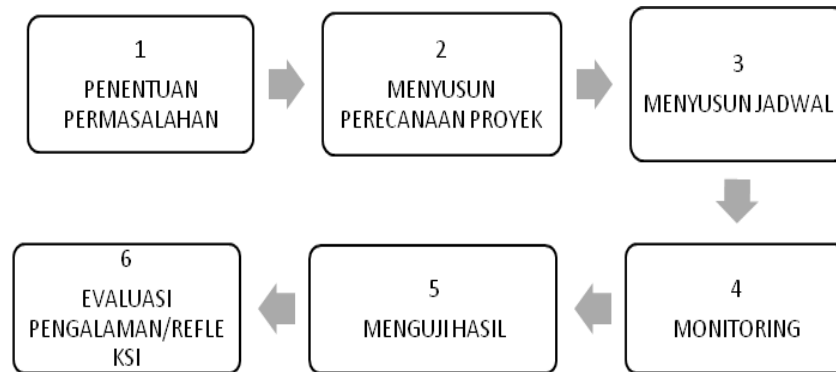 1
PENENTUAN
PERMASALAHAN
2
MENYUSUN
PERECANAAN PROYEK
3
MENYUSUN JADWAL
4
MONITORING
5
MENGUJI HASIL
6
EVALUASI
PENGALAMAN/REFLE
KSI